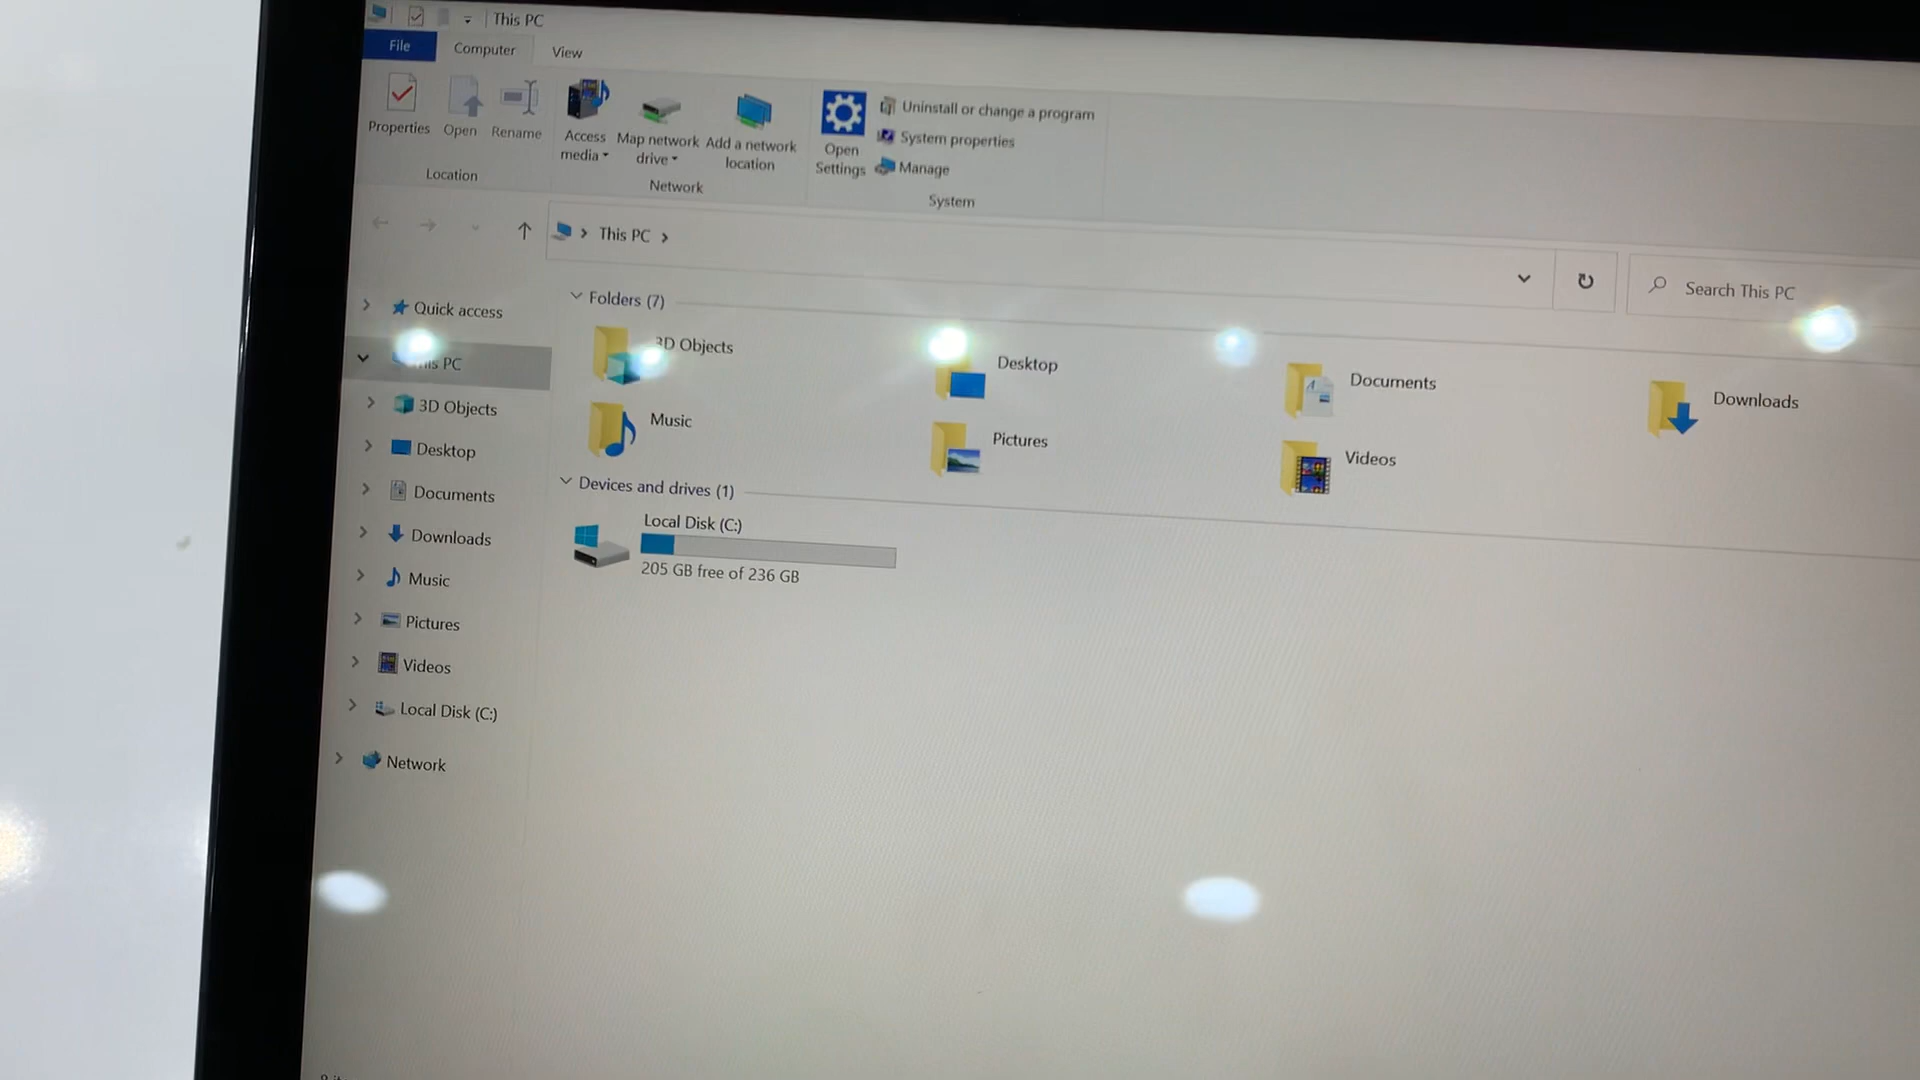 This PC
File
Computer
View
Properties
Open
Rename
Access media
Map network drive
Add a network location
Open Settings
Uninstall or change a program
System properties
Manage
Location
Network
System
This PC
Search This PC
Quick access
This PC
3D Objects
Desktop
Documents
Downloads
Music
Pictures
Videos
Local Disk (C:)
Network
Folders (7)
3D Objects
Desktop
Documents
Downloads
Music
Pictures
Videos
Devices and drives (1)
Local Disk (C:)
205 GB free of 236 GB